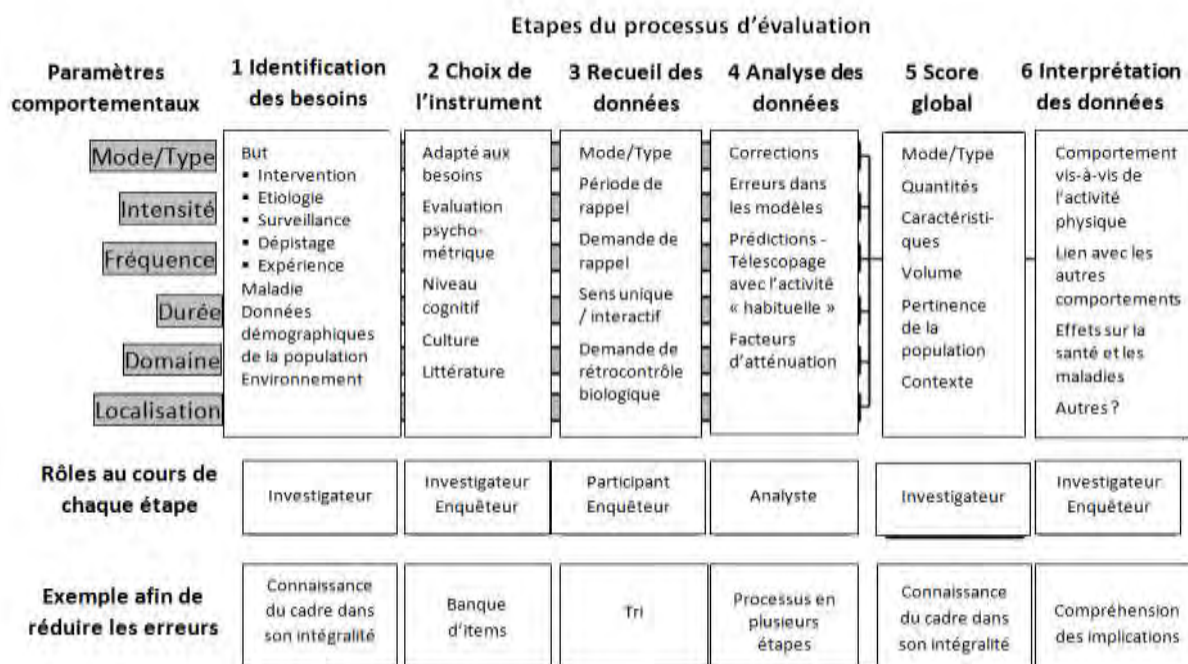 Etapes du processus d'évaluation
Paramètres
comportementaux
1 Identification
des besoins
2 Choix de
l'instrument
3 Recueil des
données
4 Analyse des
données
5 Score
global
6 Interprétation
des données
Mode/Type
Intensité
Fréquence
Durée
Domaine
Localisation
But
▪ Intervention
▪ Etiologie
▪ Surveillance
▪ Dépistage
▪ Expérience
Maladie
Données
démographiques
de la population
Environnement
Adapté aux
besoins
Evaluation
psycho-
métrique
Niveau
cognitif
Culture
Littérature
Mode/Type
Période de
rappel
Demande de
rappel
Sens unique
/ interactif
Demande de
rétrocontrôle
biologique
Corrections
Erreurs dans
les modèles
Prédictions -
Télescopage
avec l'activité
« habituelle »
Facteurs
d'atténuation
Mode/Type
Quantités
Caractéristi-
ques
Volume
Pertinence
de la
population
Contexte
Comportement
vis-à-vis de
l'activité
physique
Lien avec les
autres
comportements
Effets sur la
santé et les
maladies
Autres ?
Rôles au cours de
chaque étape
Investigateur
Investigateur
Enquêteur
Participant
Enquêteur
Analyste
Investigateur
Investigateur
Enquêteur
Exemple afin de
réduire les erreurs
Connaissance
du cadre dans
son intégralité
Banque
d'items
Tri
Processus en
plusieurs
étapes
Connaissance
du cadre dans
son intégralité
Compréhension
des implications